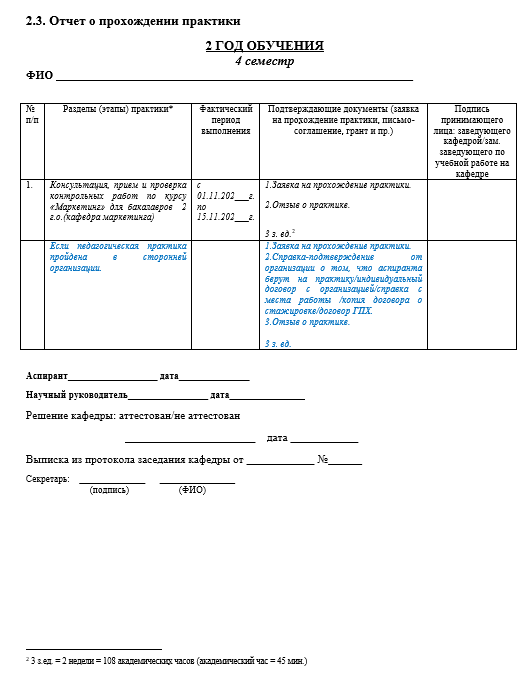 2.3. Отчет о прохождении практики
2 ГОД ОБУЧЕНИЯ
4 семестр
ФИО ___________________________________________________
№ п/п
Разделы (этапы) практики*
Фактический
период
выполнения
Подтверждающие документы (заявка
на прохождение практики, письмо-
соглашение, грант и пр.)
Подпись
принимающего
лица: заведующего
кафедрой/зам.
заведующего по
учебной работе на
кафедре
1.
Консультация, прием и проверка
контрольных работ по курсу
«Маркетинг» для бакалавров 2
г.о.(кафедра маркетинга)
с
01.11.202___г.
по
15.11.202___г.
1.Заявка на прохождение практики.
2.Отзыв о практике.
3 з. ед.²
Если педагогическая практика
пройдена в сторонней
организации.
1.Заявка на прохождение практики.
2.Справка-подтверждение от
организации о том, что аспиранта
берут на практику/индивидуальный
договор с организацией/справка с
места работы /копия договора о
стажировке/договор ГПХ.
3.Отзыв о практике.
3 з. ед.
Аспирант___________________ дата_______________
Научный руководитель_________________ дата________________
Решение кафедры: аттестован/не аттестован
_________________________ дата _____________
Выписка из протокола заседания кафедры от _____________ №______
Секретарь: ______________ ________________
(подпись) (ФИО)
² 3 з.ед. = 2 недели = 108 академических часов (академический час = 45 мин.)